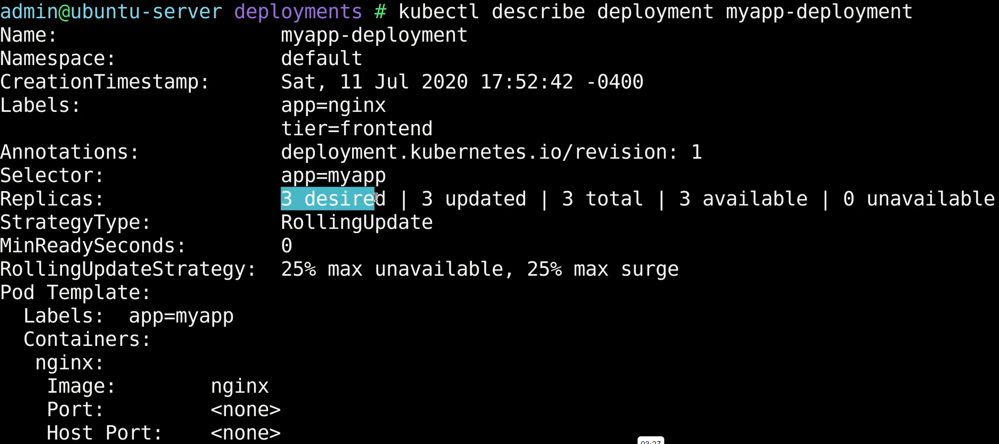 admin@ubuntu-server deployments # kubectl describe deployment myapp-deployment
Name:                   myapp-deployment
Namespace:              default
CreationTimestamp:      Sat, 11 Jul 2020 17:52:42 -0400
Labels:                 app=nginx
                        tier=frontend
Annotations:            deployment.kubernetes.io/revision: 1
Selector:               app=myapp
Replicas:               3 desired | 3 updated | 3 total | 3 available | 0 unavailable
StrategyType:           RollingUpdate
MinReadySeconds:        0
RollingUpdateStrategy:  25% max unavailable, 25% max surge
Pod Template:
  Labels:  app=myapp
  Containers:
   nginx:
    Image:        nginx
    Port:         <none>
    Host Port:    <none>
03:27